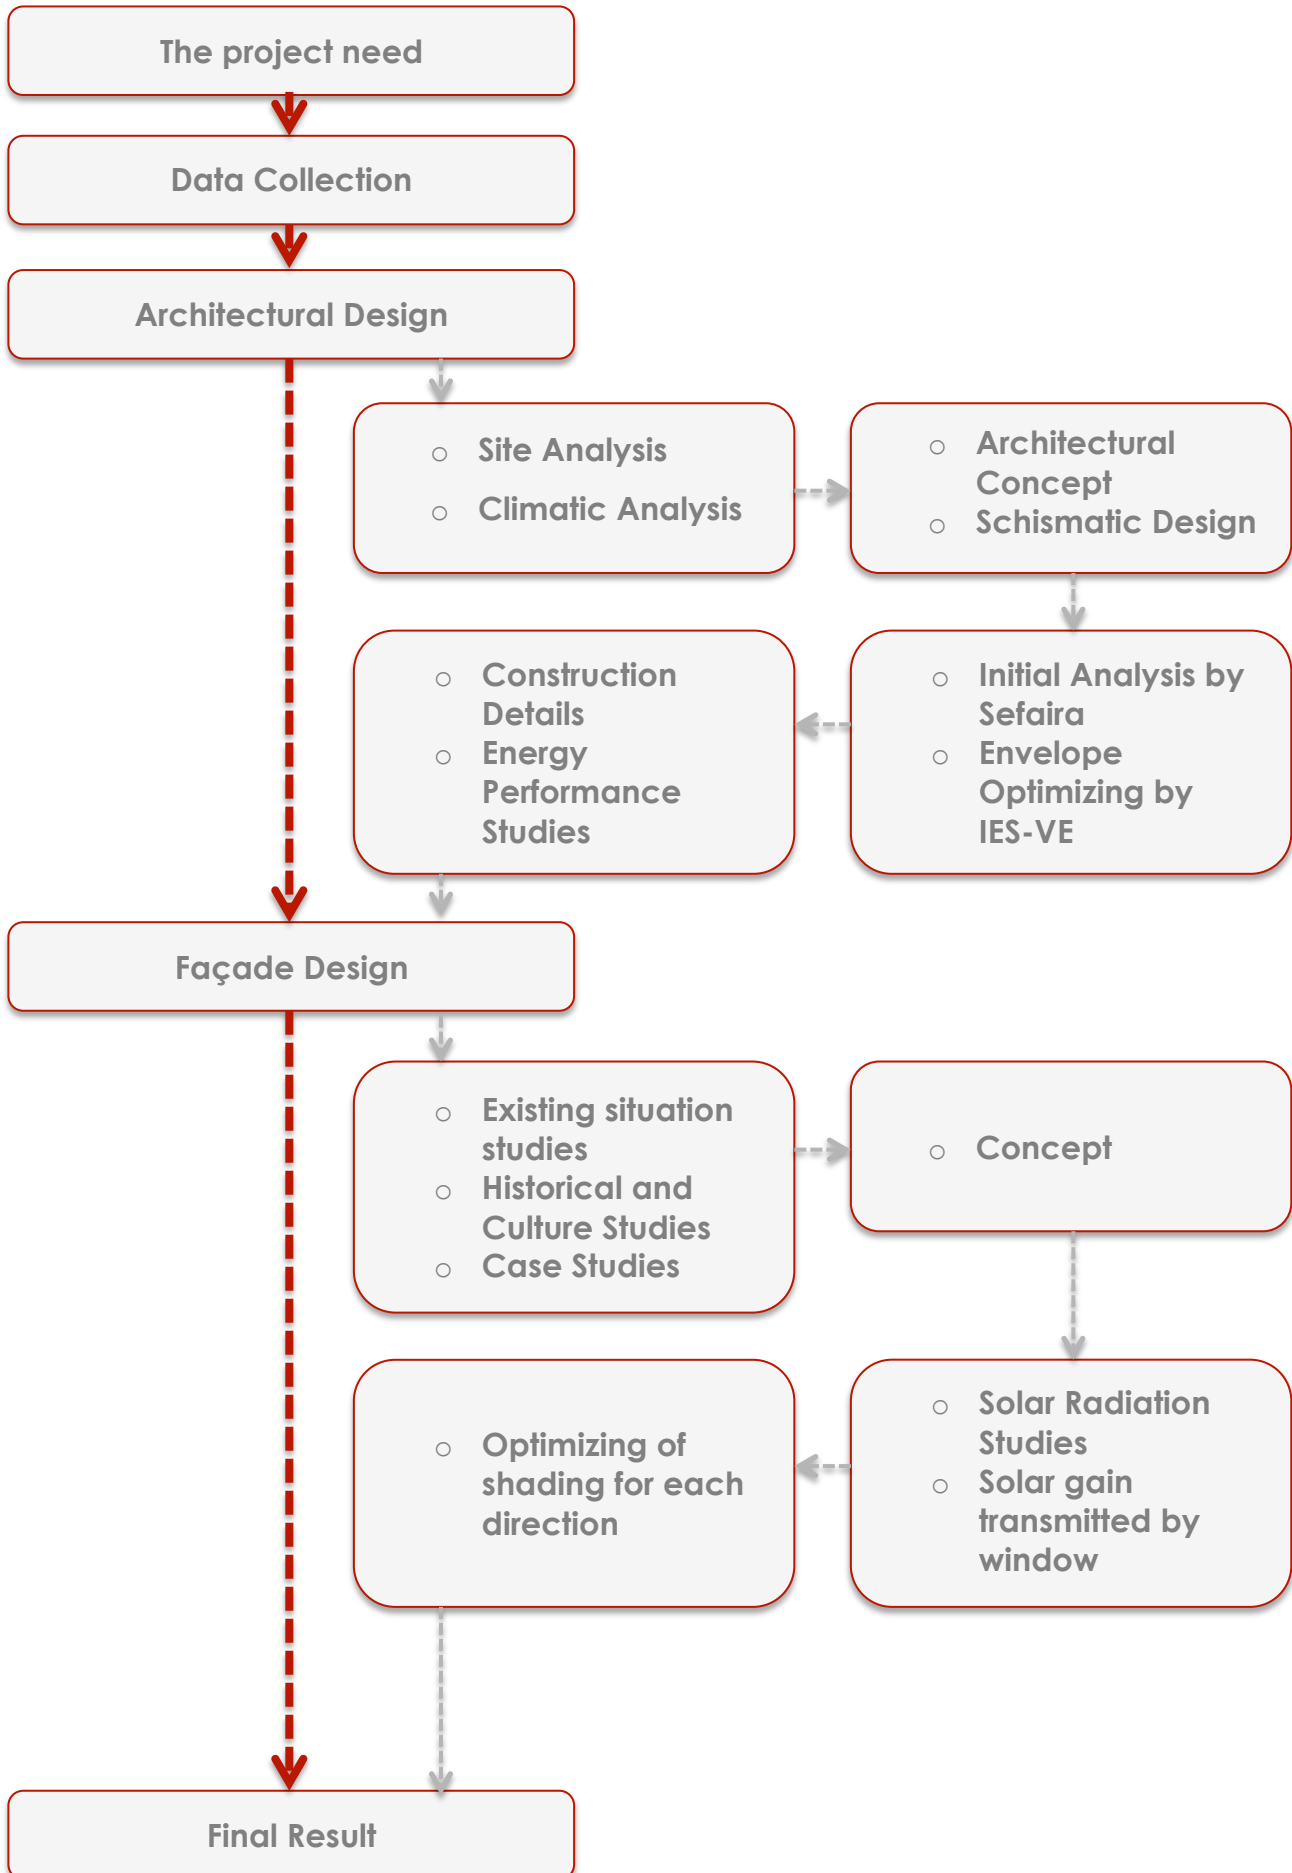 The project need
Data Collection
Architectural Design
Site Analysis
Climatic Analysis
Architectural
Concept
Schismatic Design
Initial Analysis by
Sefaira
Envelope
Optimizing by
IES-VE
Construction
Details
Energy
Performance
Studies
Façade Design
Existing situation
studies
Historical and
Culture Studies
Case Studies
Concept
Solar Radiation
Studies
Solar gain
transmitted by
window
Optimizing of
shading for each
direction
Final Result